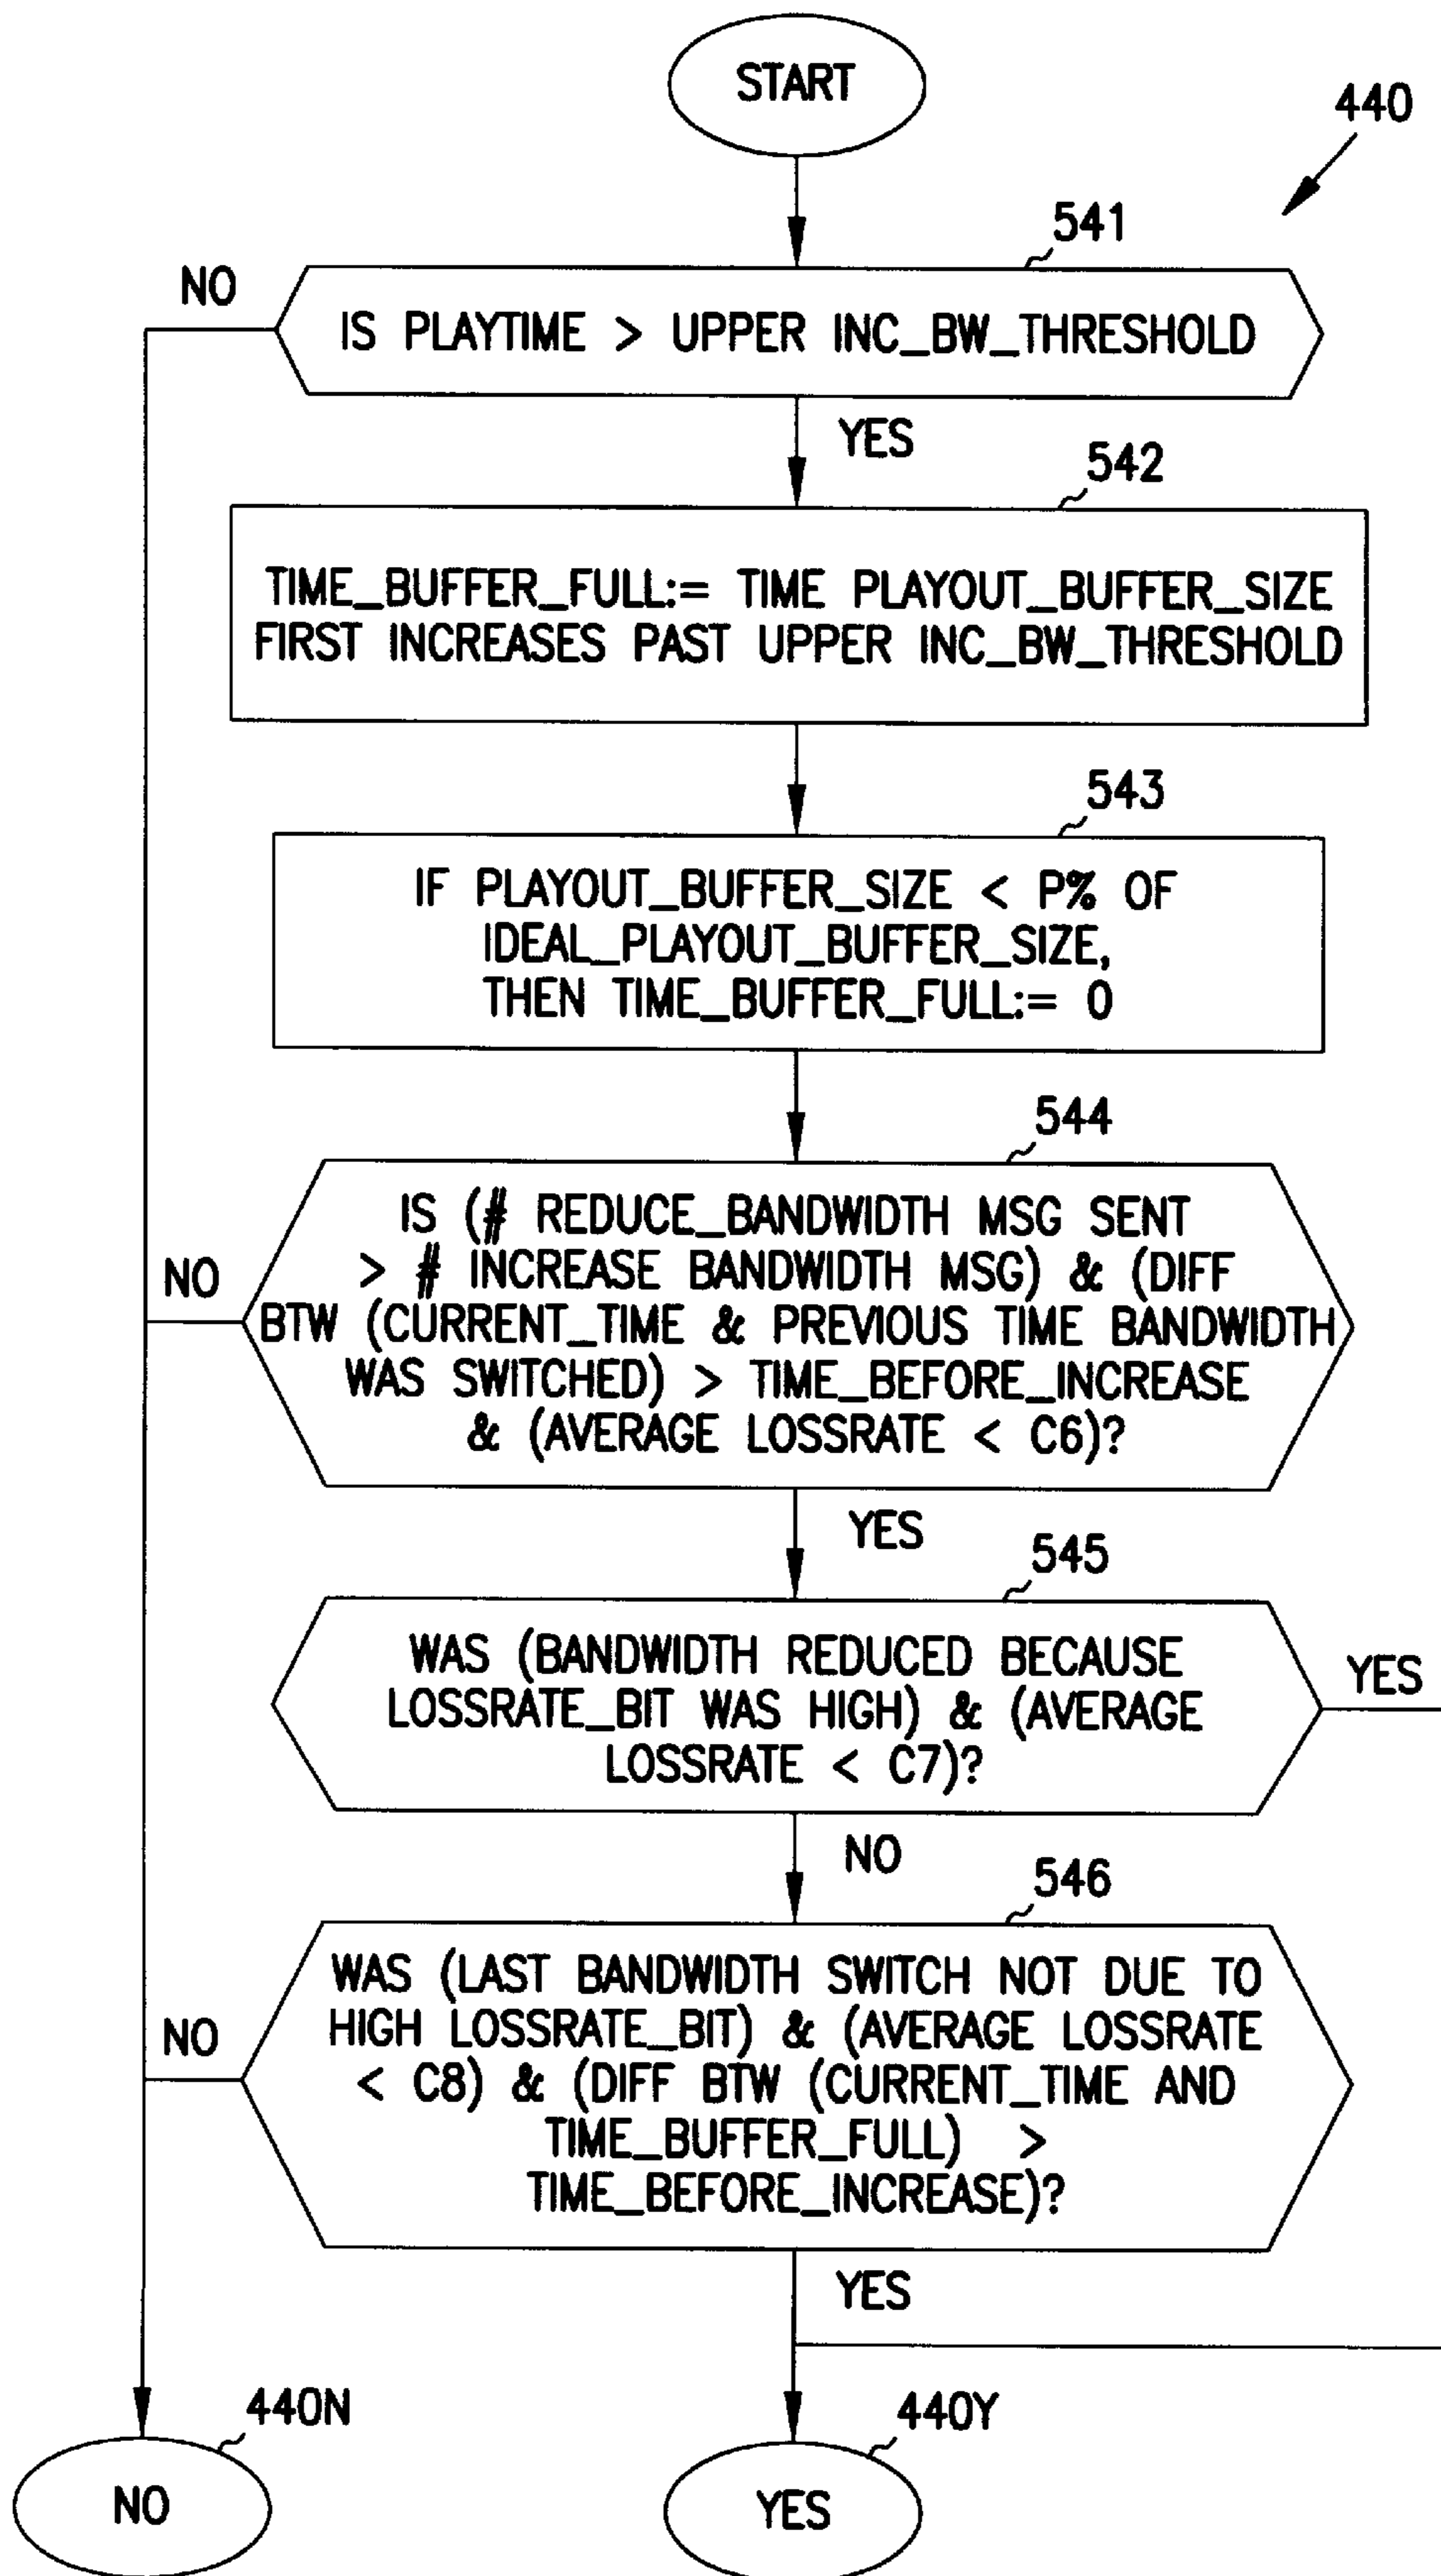 START
440
541
NO
IS PLAYTIME > UPPER INC_BW_THRESHOLD
YES
542
TIME_BUFFER_FULL:= TIME PLAYOUT_BUFFER_SIZE
FIRST INCREASES PAST UPPER INC_BW_THRESHOLD
543
IF PLAYOUT_BUFFER_SIZE < P% OF
IDEAL_PLAYOUT_BUFFER_SIZE,
THEN TIME_BUFFER_FULL:= 0
544
IS (# REDUCE_BANDWIDTH MSG SENT
> # INCREASE BANDWIDTH MSG) & (DIFF
BTW (CURRENT_TIME & PREVIOUS TIME BANDWIDTH
WAS SWITCHED) > TIME_BEFORE_INCREASE
& (AVERAGE LOSSRATE < C6)?
NO
YES
545
WAS (BANDWIDTH REDUCED BECAUSE
LOSSRATE_BIT WAS HIGH) & (AVERAGE
LOSSRATE < C7)?
YES
NO
546
WAS (LAST BANDWIDTH SWITCH NOT DUE TO
HIGH LOSSRATE_BIT) & (AVERAGE LOSSRATE
< C8) & (DIFF BTW (CURRENT_TIME AND
TIME_BUFFER_FULL) >
TIME_BEFORE_INCREASE)?
NO
YES
440N
NO
440Y
YES